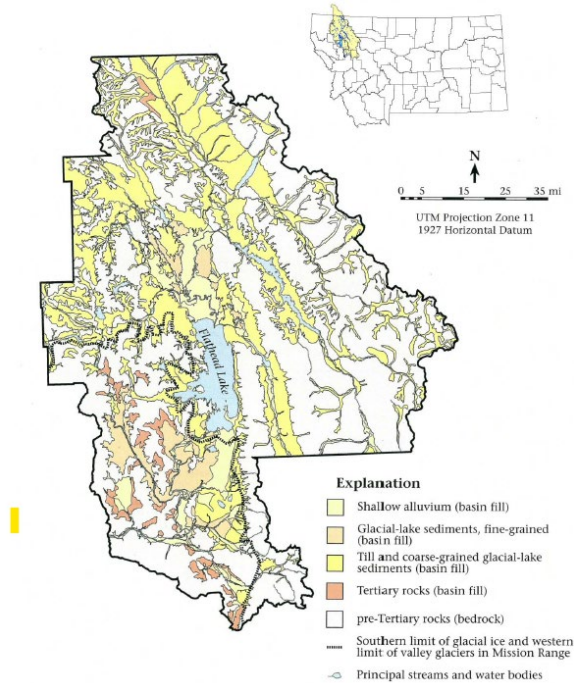 N
0 5 15 25 35 mi
UTM Projection Zone 11
1927 Horizontal Datum
Flathead Lake
Explanation
Shallow alluvium (basin fill)
Glacial-lake sediments, fine-grained
(basin fill)
Till and coarse-grained glacial-lake
sediments (basin fill)
Tertiary rocks (basin fill)
pre-Tertiary rocks (bedrock)
Southern limit of glacial ice and western
limit of valley glaciers in Mission Range
Principal streams and water bodies